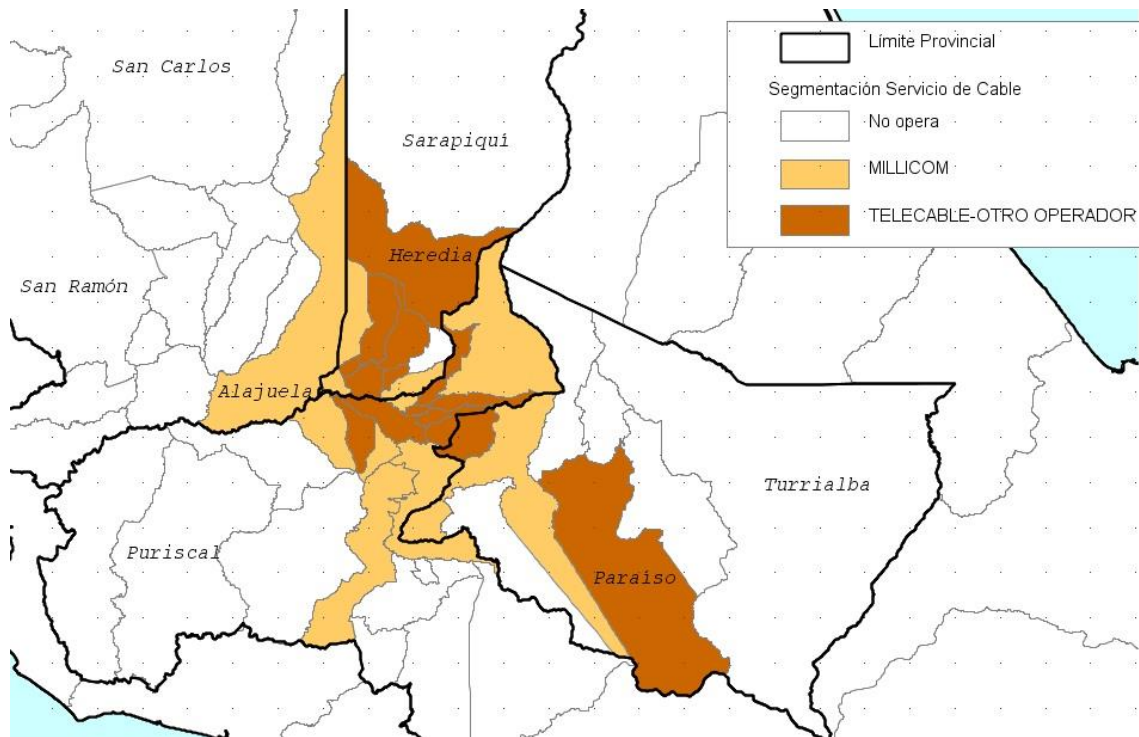 Límite Provincial
Segmentación Servicio de Cable
No opera
MILLICOM
TELECABLE-OTRO OPERADOR
San Carlos
Sarapiquí
Heredia
San Ramón
Alajuela
Turrialba
Puriscal
Paraíso